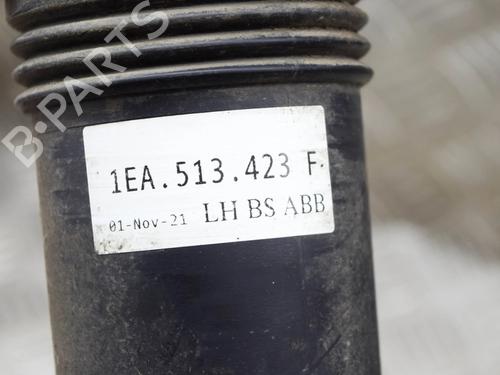 B-PARTS
1EA.513.423 F.
01-Nov-21 LH BS ABB